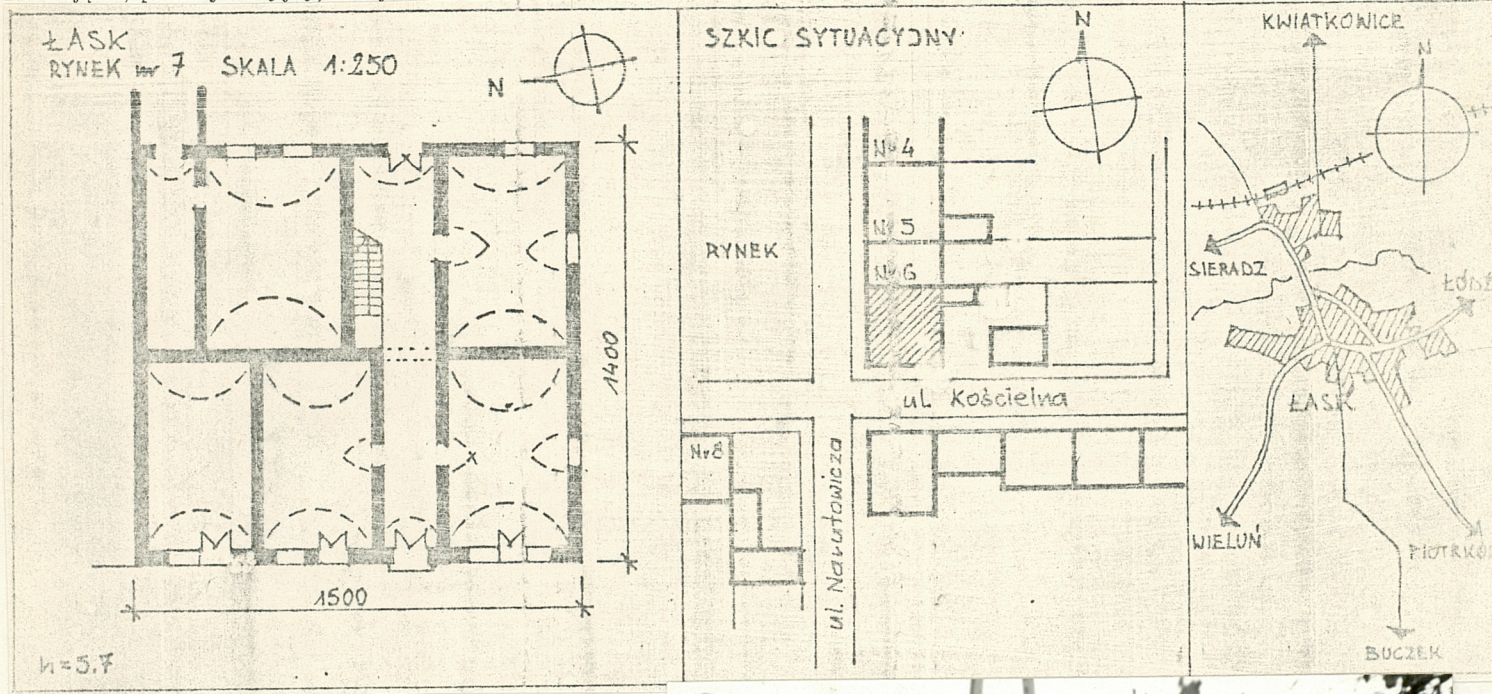 ŁASK
RYNEK nr 7 SKALA 1:250
N
1400
1500
h=5.7
SZKIC SYTUACYJNY
N
Nr 4
Nr 5
Nr 6
RYNEK
ul. Kościelna
Nr 8
ul. Narutowicza
KWIATKOWICE
N
SIERADZ
ŁÓDŹ
ŁASK
WIELUŃ
PIOTRKÓW
BUCZEK